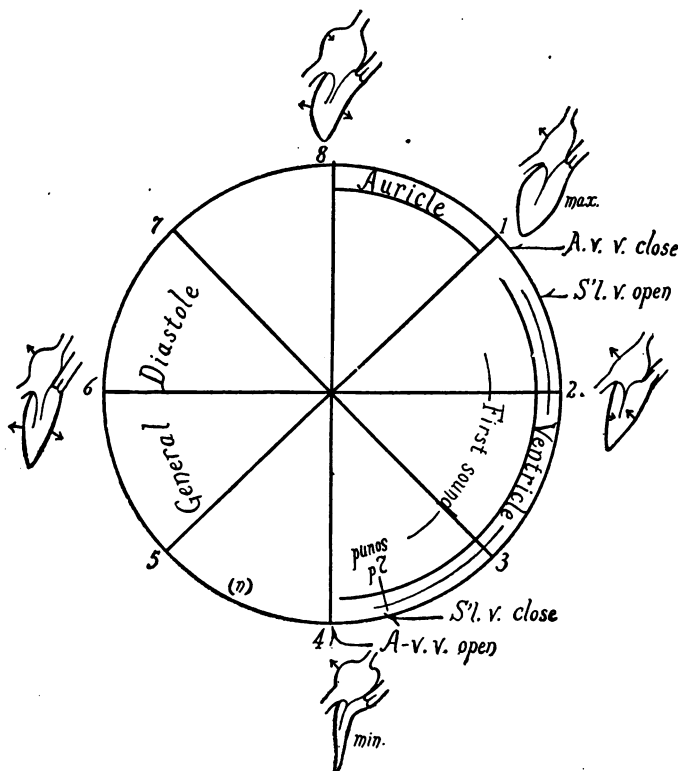 8
Auricle
1
max.
A.v. v. close
S'l. v. open
7
Diastole
6
2.
First sound
Ventricle
General
5
(n)
2d
sound
3
S'l. v. close
4
A-v. v. open
min.